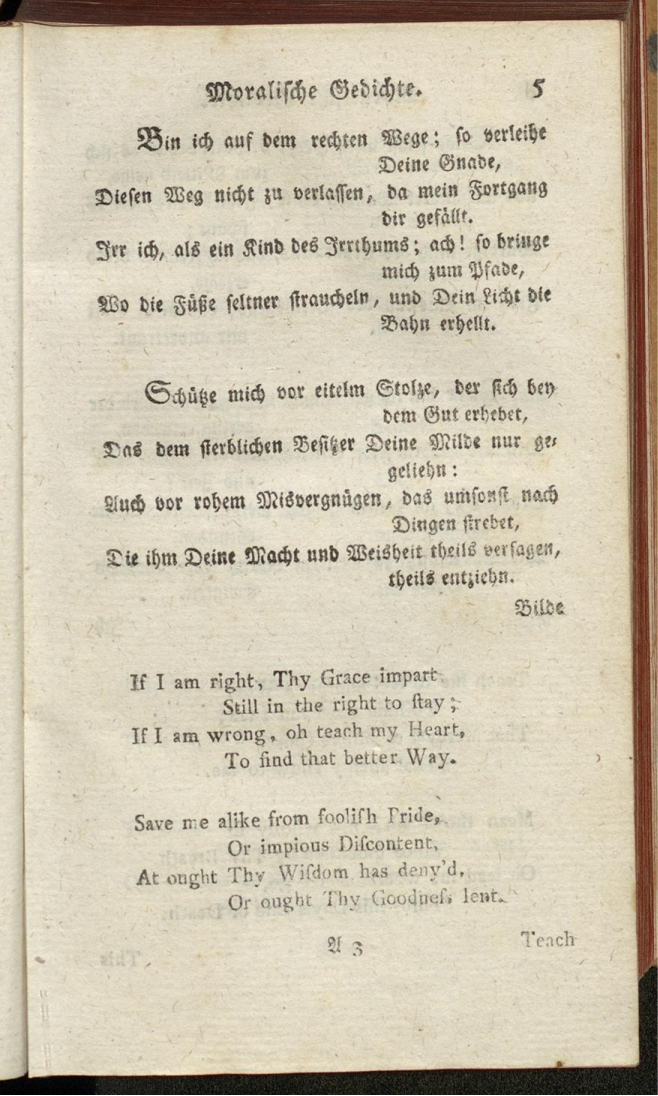 Moralische Gedichte. 5
Bin ich auf dem rechten Wege; so verleihe
Deine Gnade,
Diesen Weg nicht zu verlassen, da mein Fortgang
dir gefällt.
Irr ich, als ein Kind des Irrthums; ach! so bringe
mich zum Pfade,
Wo die Füße seltner straucheln, und Dein Licht die
Bahn erhellt.
Schütze mich vor eitelm Stolze, der sich bey
dem Gut erhebet,
Das dem sterblichen Besitzer Deine Milde nur ge-
geliehn:
Auch vor rohem Misvergnügen, das umsonst nach
Dingen strebet,
Die ihm Deine Macht und Weisheit theils versagen,
theils entziehn.
Bilde
If I am right, Thy Grace impart
Still in the right to ſtay;
If I am wrong, oh teach my Heart,
To find that better Way.
Save me alike from fooliſh Pride,
Or impious Diſcontent,
At ought Thy Wiſdom has deny'd,
Or ought Thy Goodneſs lent.
A 3
Teach